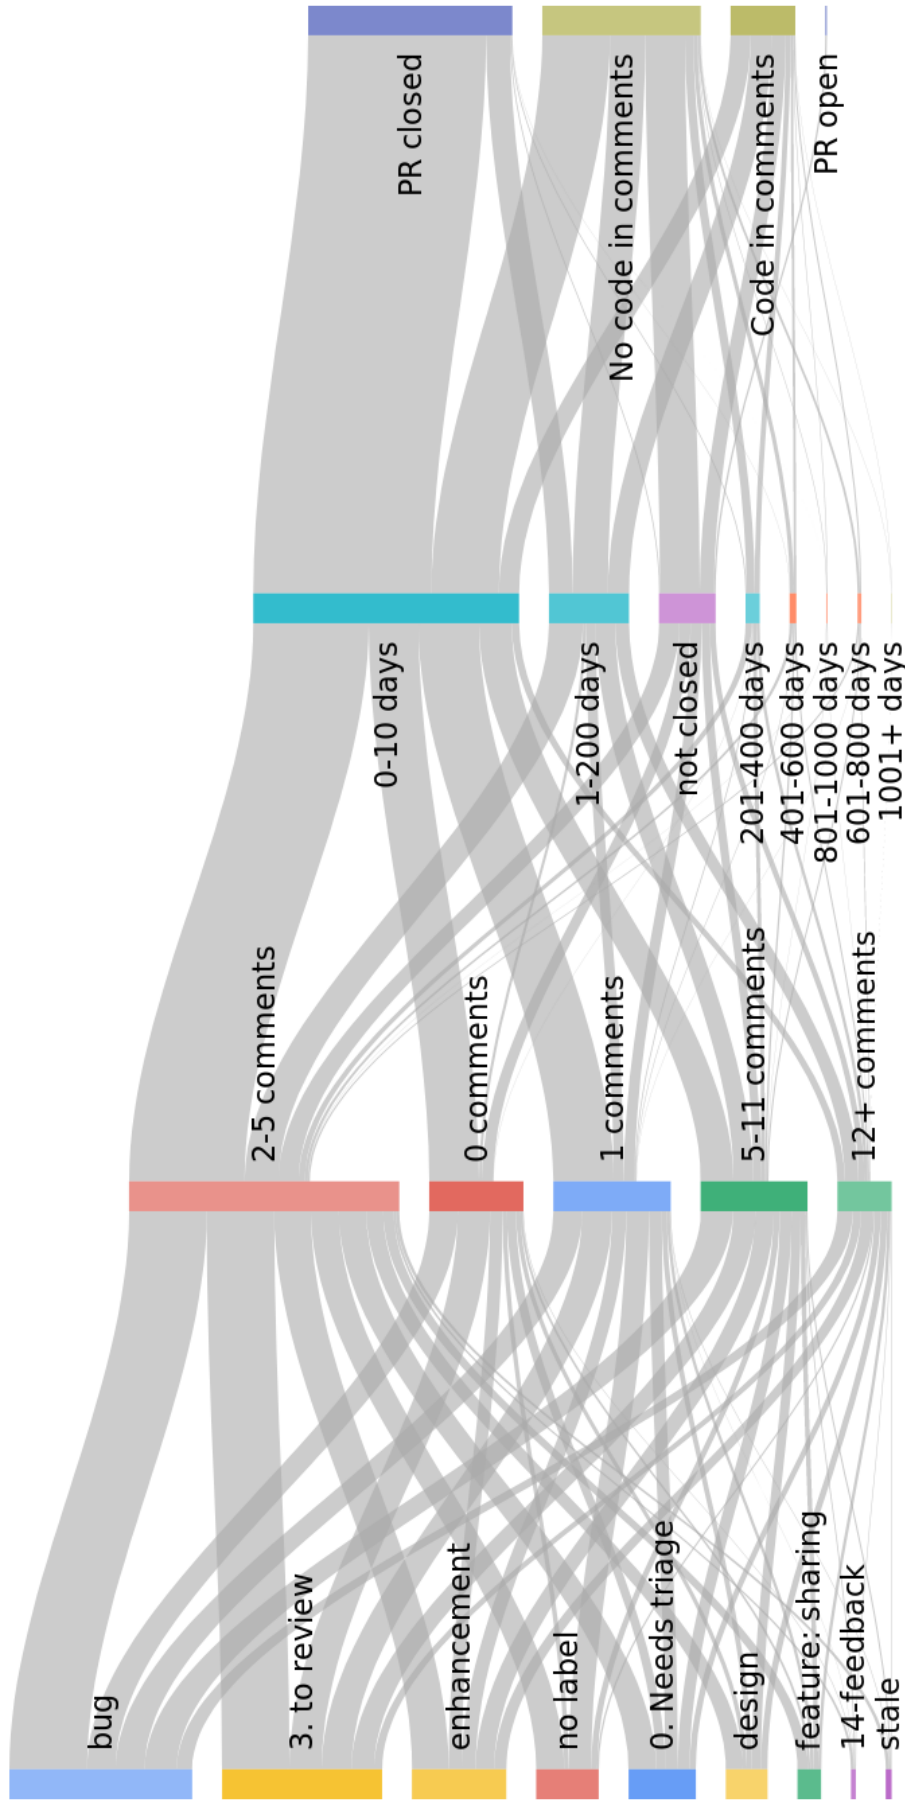 bug
3. to review
enhancement
no label
0. Needs triage
design
feature: sharing
14-feedback
stale
2-5 comments
0 comments
1 comments
5-11 comments
12+ comments
0-10 days
1-200 days
not closed
201-400 days
401-600 days
801-1000 days
601-800 days
1001+ days
PR closed
No code in comments
Code in comments
PR open